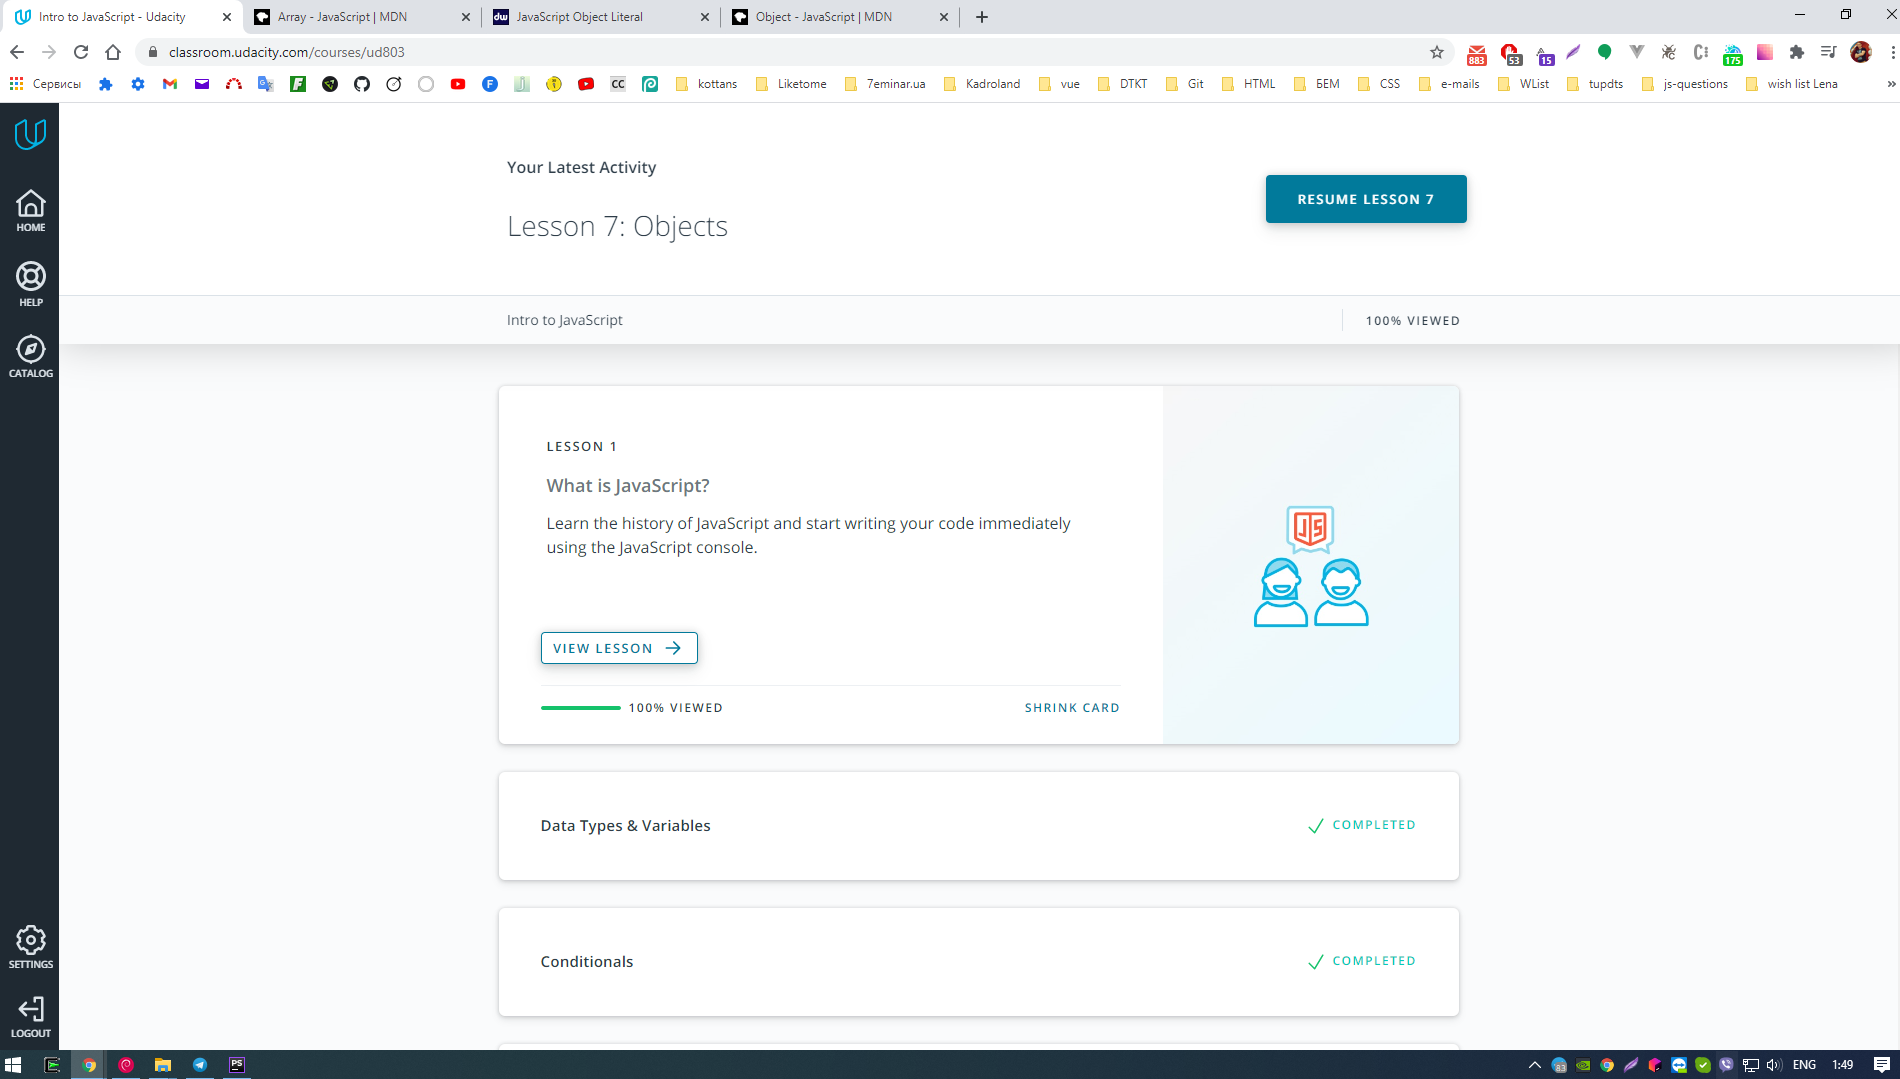 Intro to JavaScript - Udacity
Array - JavaScript | MDN
dw
JavaScript Object Literal
Object - JavaScript | MDN
classroom.udacity.com/courses/ud803
883
53
15
175
Сервисы
CC
kottans
Liketome
7eminar.ua
Kadroland
vue
DTKT
Git
HTML
БЕМ
CSS
e-mails
WList
tupdts
js-questions
wish list Lena
HOME
HELP
CATALOG
SETTINGS
LOGOUT
Your Latest Activity
Lesson 7: Objects
RESUME LESSON 7
Intro to JavaScript
100% VIEWED
LESSON 1
What is JavaScript?
Learn the history of JavaScript and start writing your code immediately
using the JavaScript console.
JS
VIEW LESSON
100% VIEWED
SHRINK CARD
Data Types & Variables
COMPLETED
Conditionals
COMPLETED
PS
83
ENG
1:49